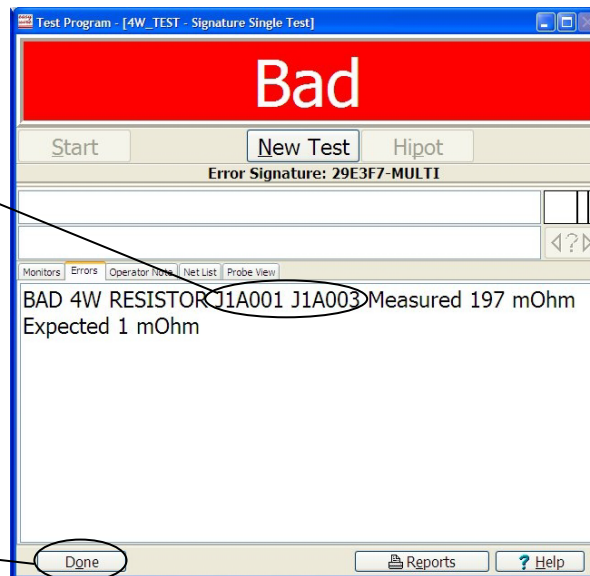 Test Program - [4W_TEST - Signature Single Test]
Bad
Start New Test Hipot
Error Signature: 29E3F7-MULTI
Monitors Errors Operator Note Net List Probe View
BAD 4W RESISTOR J1A001 J1A003 Measured 197 mOhm
Expected 1 mOhm
Done Reports ? Help